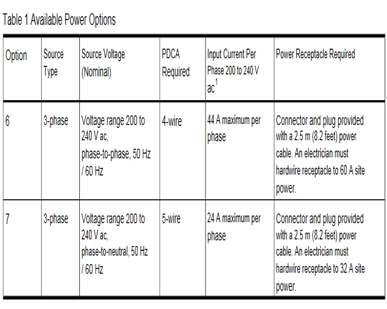 Table 1 Available Power Options
Option Source Type Source Voltage (Nominal) PDCA Required Input Current Per Phase 200 to 240 V ac1 Power Receptacle Required
6 3-phase Voltage range 200 to 240 V ac, phase-to-phase, 50 Hz / 60 Hz 4-wire 44 A maximum per phase Connector and plug provided with a 2.5 m (8.2 feet) power cable. An electrician must hardwire receptacle to 60 A site power.
7 3-phase Voltage range 200 to 240 V ac, phase-to-neutral, 50 Hz / 60 Hz 5-wire 24 A maximum per phase Connector and plug provided with a 2.5 m (8.2 feet) power cable. An electrician must hardwire receptacle to 32 A site power.